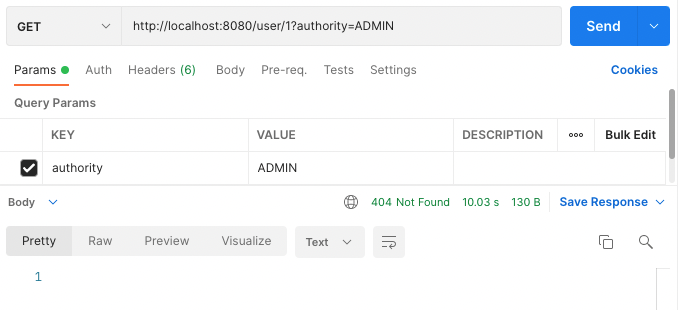 GET http://localhost:8080/user/1?authority=ADMIN Send
Params Auth Headers (6) Body Pre-req. Tests Settings Cookies
Query Params
KEY VALUE DESCRIPTION ooo Bulk Edit
authority ADMIN
Body 404 Not Found 10.03 s 130 B Save Response
Pretty Raw Preview Visualize Text
1